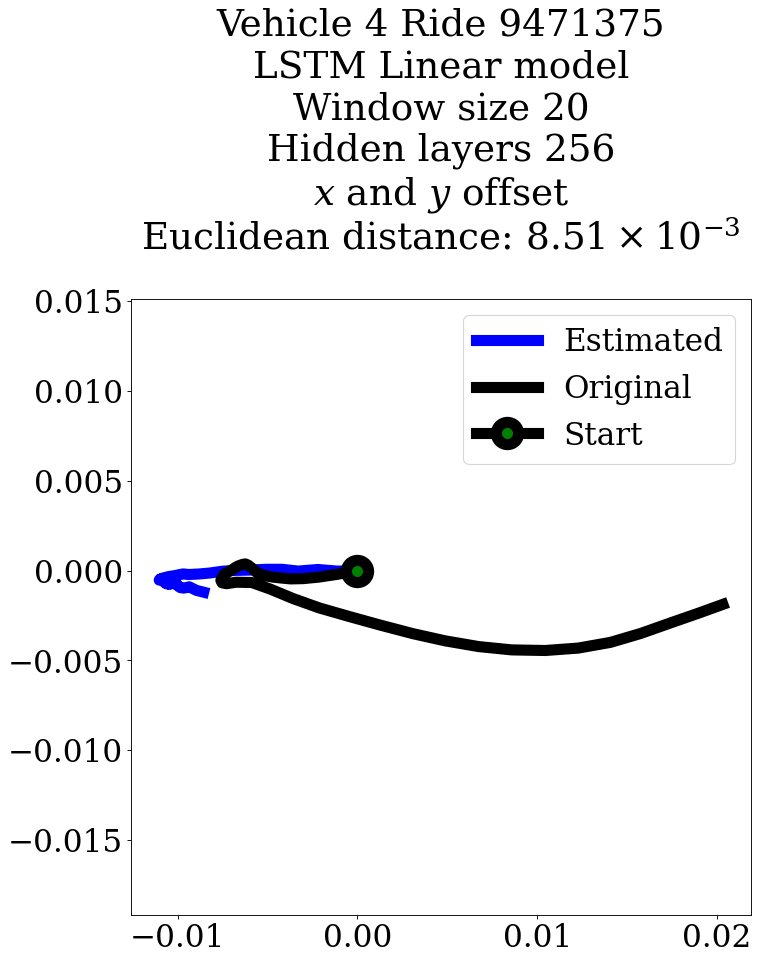 Vehicle 4 Ride 9471375
LSTM Linear model
Window size 20
Hidden layers 256
x and y offset
Euclidean distance: 8.51 × 10⁻³
0.015
0.010
0.005
0.000
−0.005
−0.010
−0.015
Estimated
Original
Start
−0.01
0.00
0.01
0.02